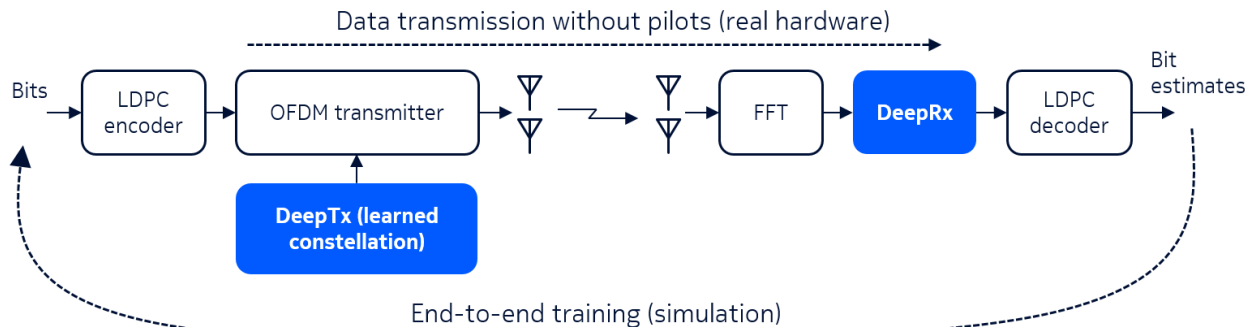 Data transmission without pilots (real hardware)
Bits
LDPC
encoder
OFDM transmitter
FFT
DeepRx
LDPC
decoder
Bit
estimates
DeepTx (learned
constellation)
End-to-end training (simulation)